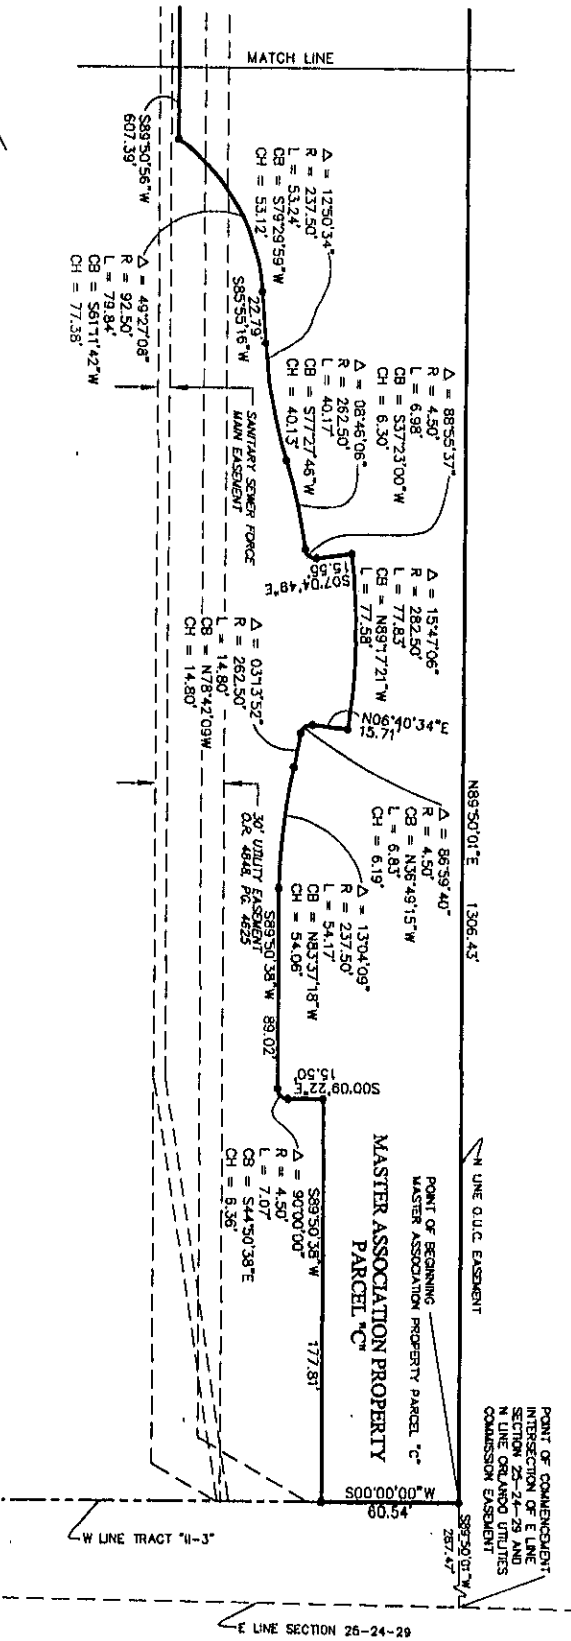 MATCH LINE
S89°50'56"W
607.39'
Δ = 49°27'08"
R = 92.50'
L = 79.84'
CB = S61°11'42"W
CH = 77.38'
Δ = 12°50'34"
R = 237.50'
L = 53.24'
CB = S79°29'59"W
CH = 53.12'
22.79'
S85°55'16"W
SANITARY SEWER FORCE
MAIN EASEMENT
Δ = 08°46'06"
R = 262.50'
L = 40.17'
CB = S77°27'46"W
CH = 40.13'
Δ = 88°55'37"
R = 4.50'
L = 6.98'
CB = S37°23'00"W
CH = 6.30'
S07°04'49"E
15.56'
Δ = 15°47'06"
R = 282.50'
L = 77.83'
CB = N89°17'21"W
L = 77.58'
N06°40'34"E
15.71'
Δ = 03°13'52"
R = 262.50'
L = 14.80'
CB = N78°42'09W
CH = 14.80'
Δ = 86°59'40"
R = 4.50'
L = 6.83'
CB = N36°49'15"W
CH = 6.19'
Δ = 13°04'09"
R = 237.50'
L = 54.17'
CB = N83°37'18"W
CH = 54.06'
30' UTILITY EASEMENT
O.R. 4848, PG. 4625
N89°50'01"E 1306.43'
S89°50'38"W 89.02'
S00°09'22"E
15.50'
Δ = 90°00'00"
R = 4.50'
L = 7.07'
CB = S44°50'38"E
CH = 6.36'
S89°50'38"W 177.81'
MASTER ASSOCIATION PROPERTY
PARCEL "C"
POINT OF BEGINNING
MASTER ASSOCIATION PROPERTY PARCEL "C"
N LINE O.U.C. EASEMENT
S00°00'00"W
60.54'
POINT OF COMMENCEMENT
INTERSECTION OF E LINE
SECTION 25-24-29 AND
N LINE ORLANDO UTILITIES
COMMISSION EASEMENT
S89°50'01"W
287.47'
W LINE TRACT "H-3"
E LINE SECTION 26-24-29